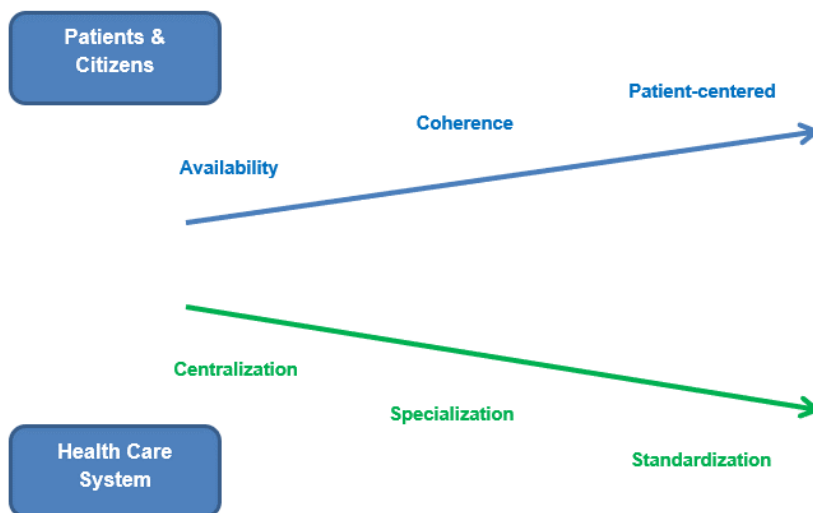 Patients &
Citizens
Patient-centered
Coherence
Availability
Centralization
Specialization
Health Care
System
Standardization